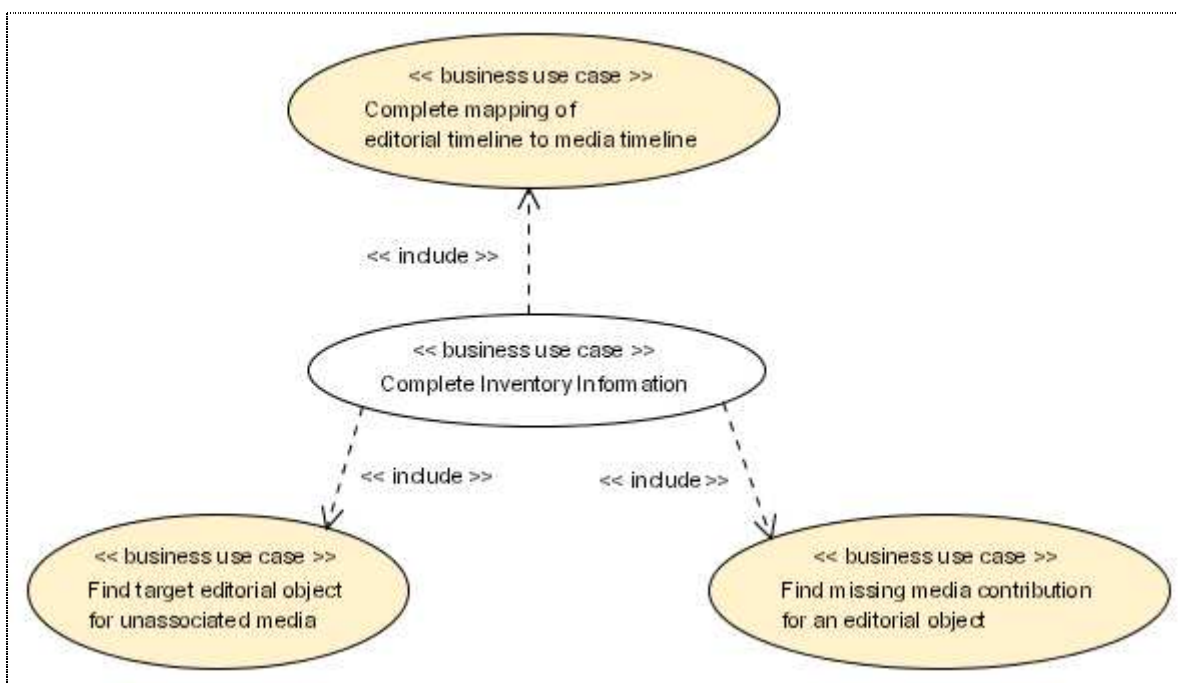 << business use case >>
Complete mapping of
editorial timeline to media timeline
<< include >>
<< business use case >>
Complete Inventory Information
<< include >>
<< include >>
<< business use case >>
Find target editorial object
for unassociated media
<< business use case >>
Find missing media contribution
for an editorial object